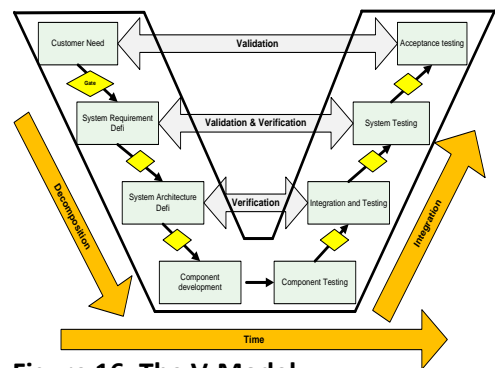 Customer Need
Validation
Acceptance testing
Gate
System Requirement
Defi
Validation & Verification
System Testing
Decomposition
System Architecture
Defi
Verification
Integration and Testing
Integration
Component
development
Component Testing
Time
Figure 16. The V-Model